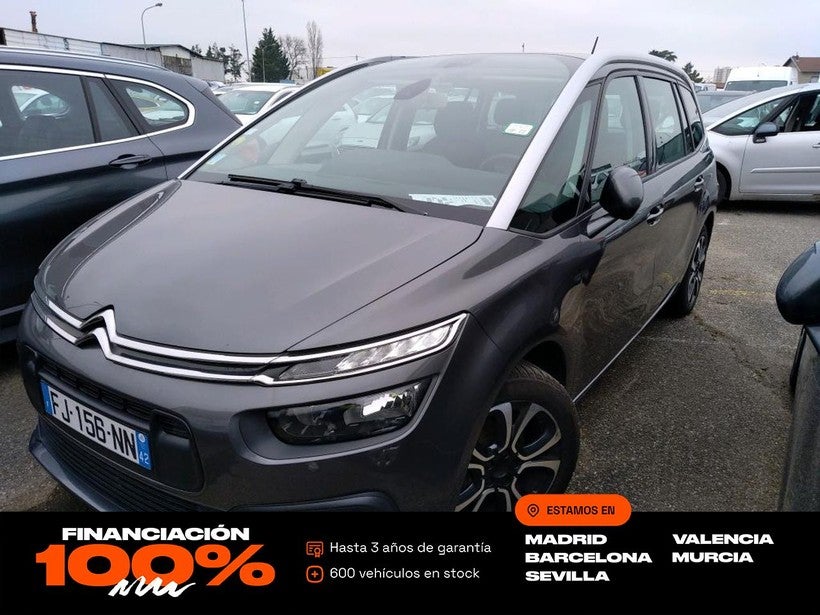 FJ-156-NN
42
FINANCIACIÓN
100%
Hasta 3 años de garantía
600 vehículos en stock
ESTAMOS EN
MADRID
BARCELONA
SEVILLA
VALENCIA
MURCIA